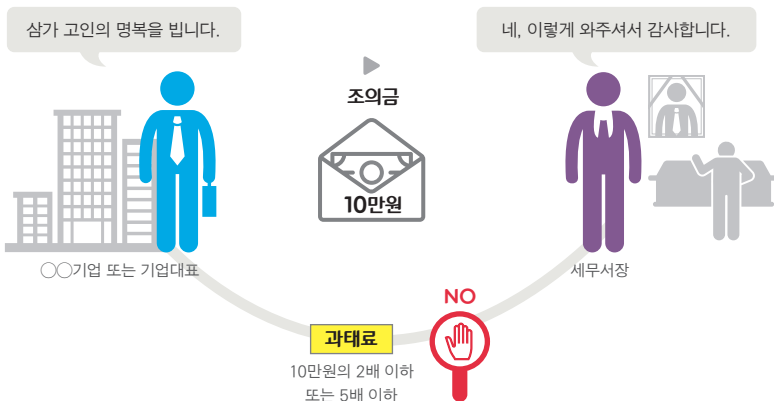 삼가 고인의 명복을 빕니다.
네, 이렇게 와주셔서 감사합니다.
조의금
10만원
○○기업 또는 기업대표
세무서장
NO
과태료
10만원의 2배 이하
또는 5배 이하